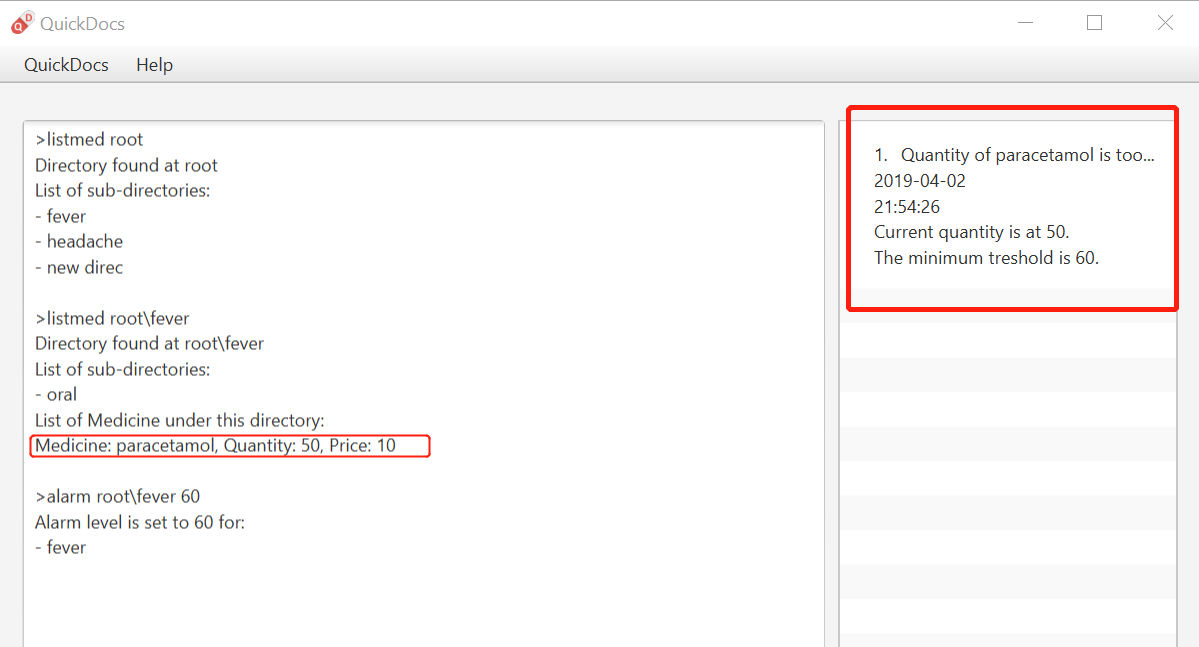 QuickDocs
QuickDocs Help
>listmed root
Directory found at root
List of sub-directories:
- fever
- headache
- new direc
>listmed root\fever
Directory found at root\fever
List of sub-directories:
- oral
List of Medicine under this directory:
Medicine: paracetamol, Quantity: 50, Price: 10
>alarm root\fever 60
Alarm level is set to 60 for:
- fever
1. Quantity of paracetamol is too...
2019-04-02
21:54:26
Current quantity is at 50.
The minimum treshold is 60.